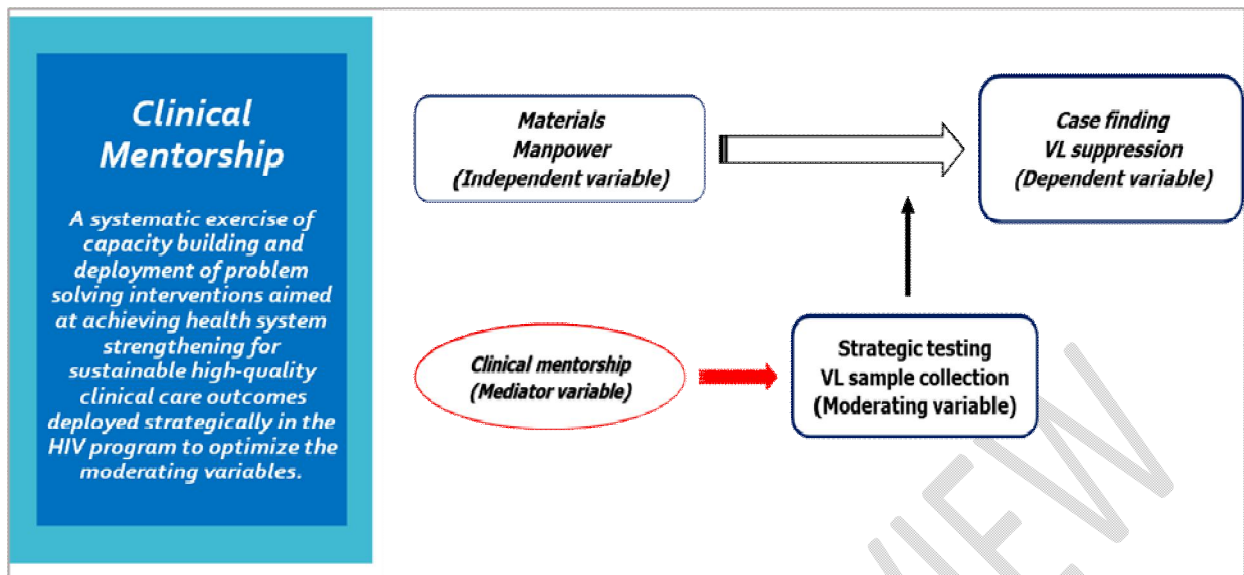 Clinical
Mentorship
A systematic exercise of
capacity building and
deployment of problem
solving interventions aimed
at achieving health system
strengthening for
sustainable high-quality
clinical care outcomes
deployed strategically in the
HIV program to optimize the
moderating variables.
Materials
Manpower
(Independent variable)
Case finding
VL suppression
(Dependent variable)
Clinical mentorship
(Mediator variable)
Strategic testing
VL sample collection
(Moderating variable)
VIEW